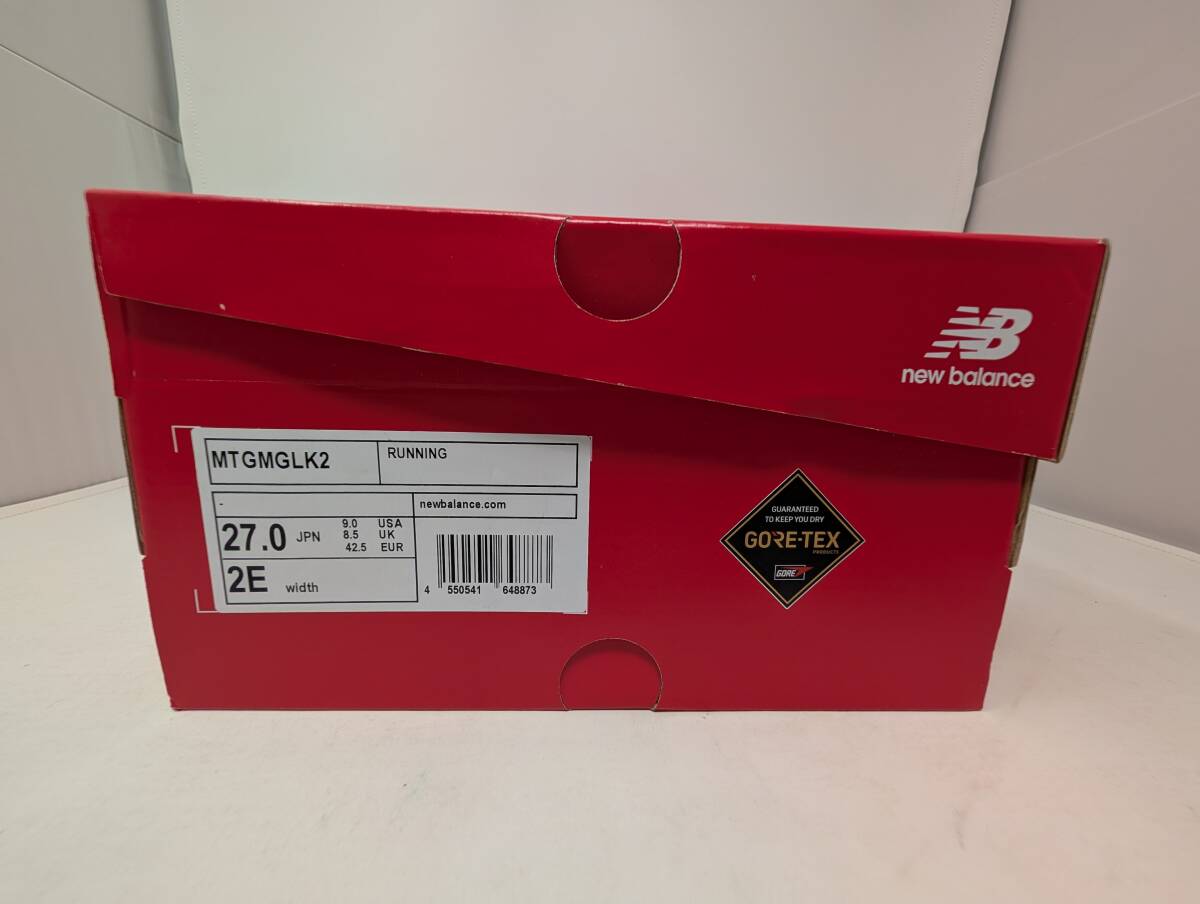 NB
new balance
MTGMGLK2
RUNNING
-
newbalance.com
27.0 JPN
9.0 USA
8.5 UK
42.5 EUR
2E width
4 550541 648873
GUARANTEED
TO KEEP YOU DRY
GORE-TEX
PRODUCTS
GORE